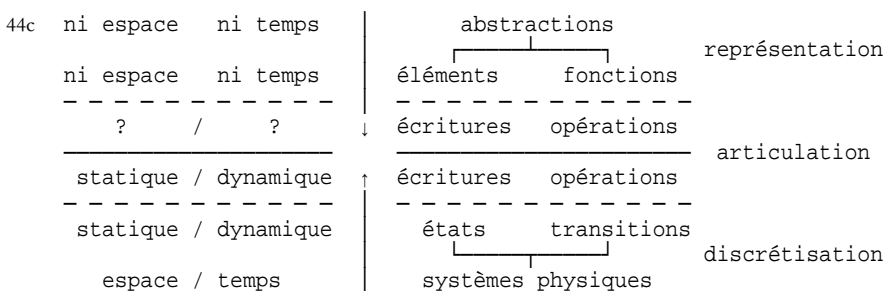 44c ni espace ni temps abstractions
représentation
ni espace ni temps éléments fonctions
? / ? ↓ écritures opérations
articulation
statique / dynamique ↑ écritures opérations
statique / dynamique états transitions
discrétisation
espace / temps systèmes physiques